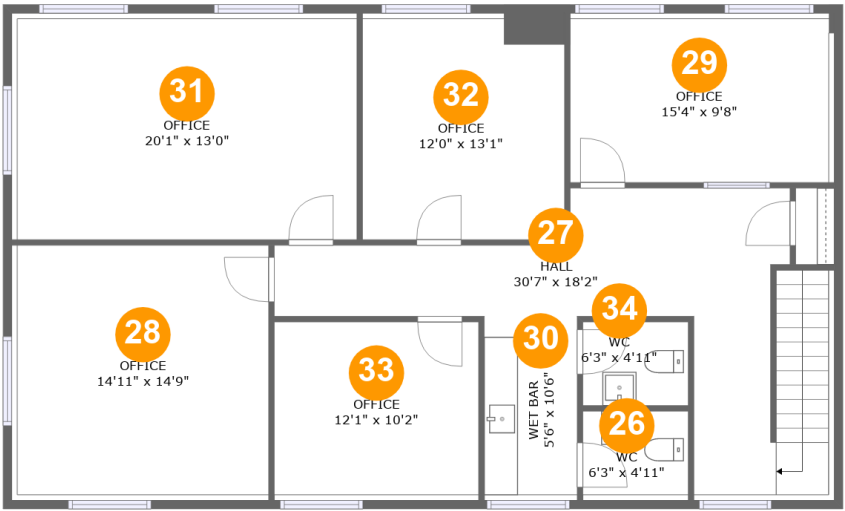 31
OFFICE
20'1" x 13'0"
32
OFFICE
12'0" x 13'1"
29
OFFICE
15'4" x 9'8"
27
HALL
30'7" x 18'2"
28
OFFICE
14'11" x 14'9"
33
OFFICE
12'1" x 10'2"
30
WET BAR
5'6" x 10'6"
34
WC
6'3" x 4'11"
26
WC
6'3" x 4'11"